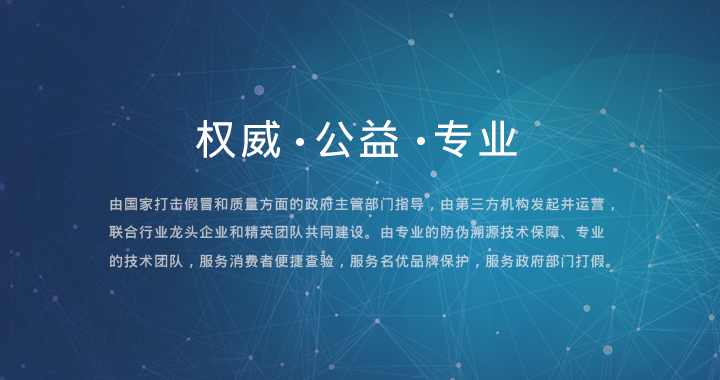 权威·公益·专业
由国家打击假冒和质量方面的政府主管部门指导，由第三方机构发起并运营，
联合行业龙头企业和精英团队共同建设。由专业的防伪溯源技术保障、专业
的技术团队，服务消费者便捷查验，服务名优品牌保护，服务政府部门打假。